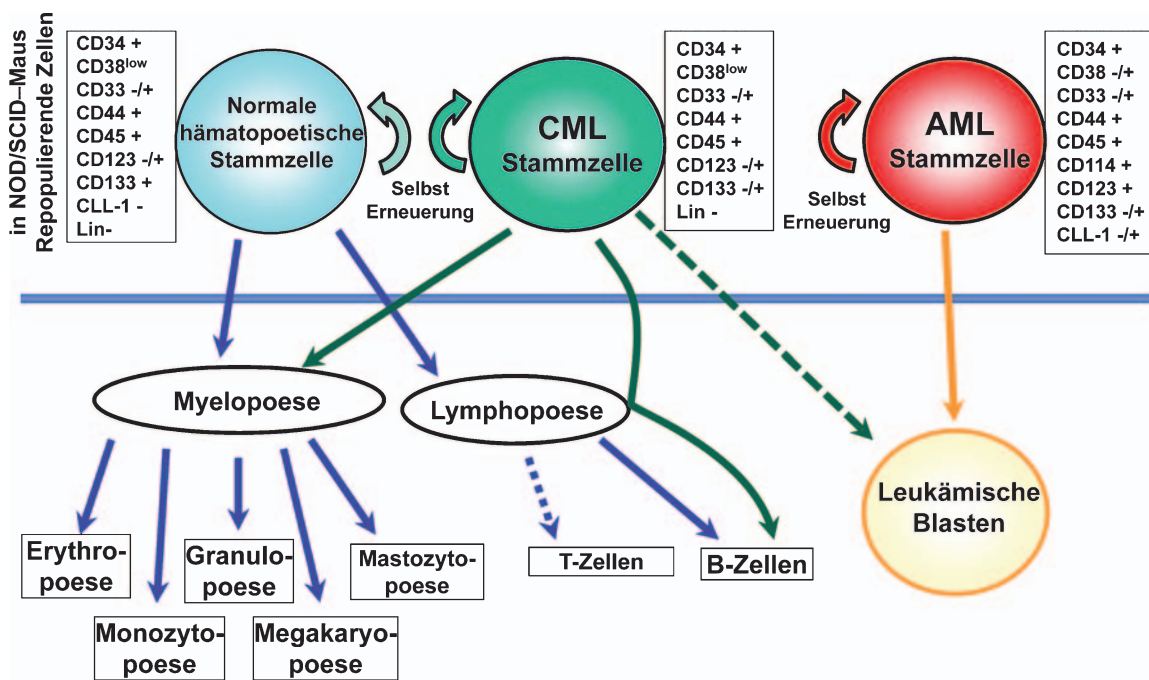 in NOD/SCID–Maus
Repopulierende Zellen
CD34 +
CD38low
CD33 -/+
CD44 +
CD45 +
CD123 -/+
CD133 +
CLL-1 -
Lin-
Normale
hämatopoetische
Stammzelle
Selbst
Erneuerung
CML
Stammzelle
CD34 +
CD38low
CD33 -/+
CD44 +
CD45 +
CD123 -/+
CD133 -/+
Lin -
Selbst
Erneuerung
AML
Stammzelle
CD34 +
CD38 -/+
CD33 -/+
CD44 +
CD45 +
CD114 +
CD123 +
CD133 -/+
CLL-1 -/+
Myelopoese
Lymphopoese
Leukämische
Blasten
Erythro-
poese
Granulo-
poese
Mastozyto-
poese
T-Zellen
B-Zellen
Monozyto-
poese
Megakaryo-
poese